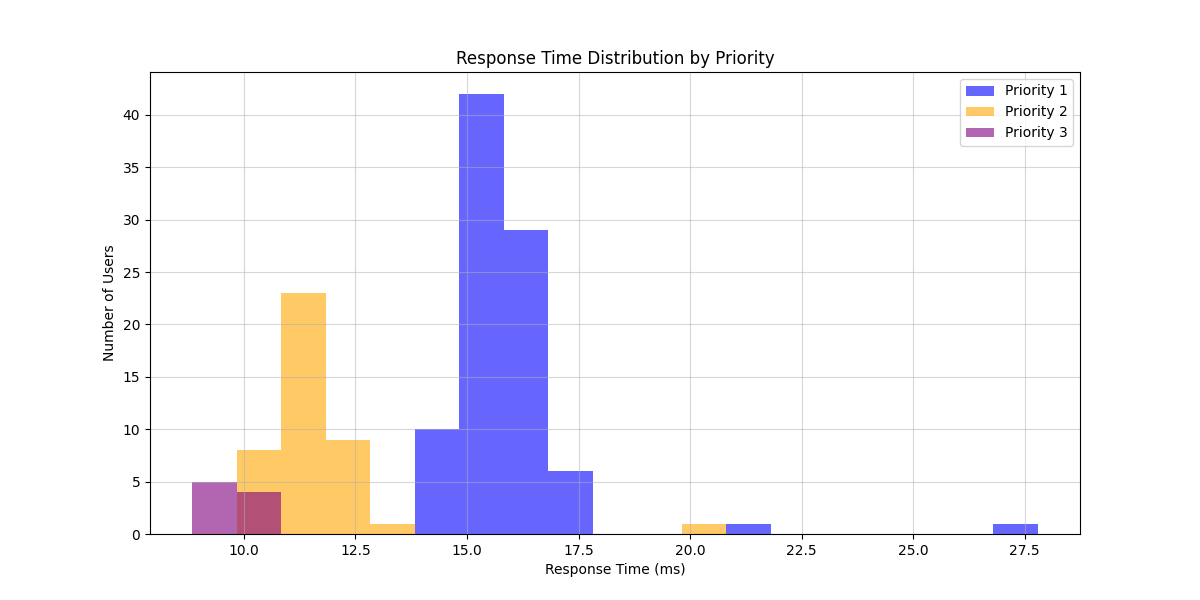 Response Time Distribution by Priority
Priority 1
Priority 2
Priority 3
Number of Users
40
35
30
25
20
15
10
5
0
10.0 12.5 15.0 17.5 20.0 22.5 25.0 27.5
Response Time (ms)